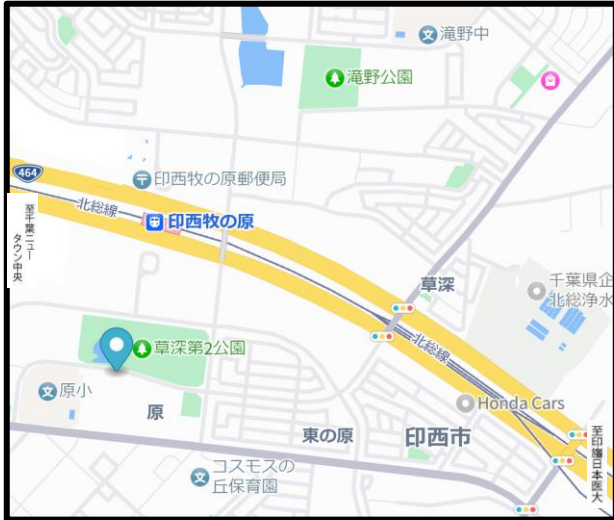 滝野中
滝野公園
464
印西牧の原郵便局
北総線
印西牧の原
至千葉ニュー
タウン中央
草深
千葉県企
北総浄水
北総線
草深第2公園
原小
原
Honda Cars
東の原
印西市
至印旛日本医大
コスモスの
丘保育園